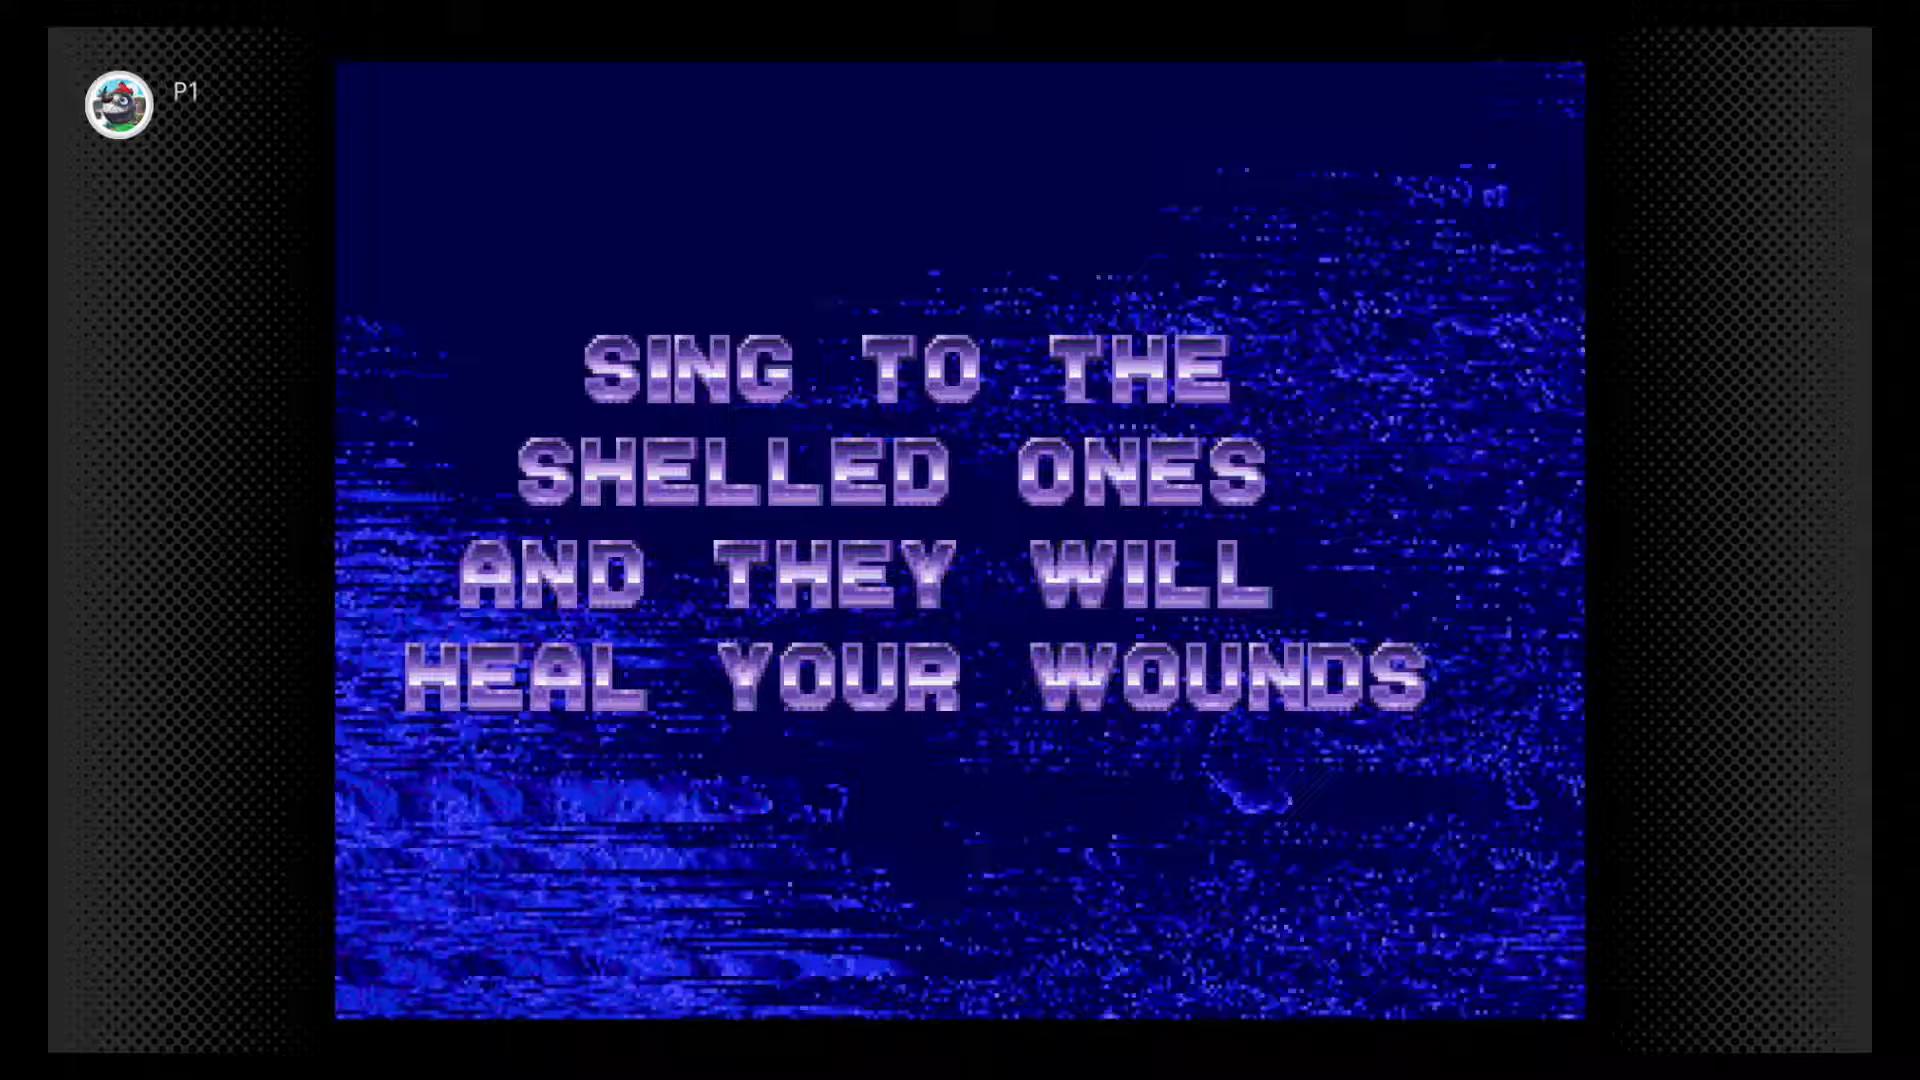 P1
SING TO THE
SHELLED ONES
AND THEY WILL
HEAL YOUR WOUNDS